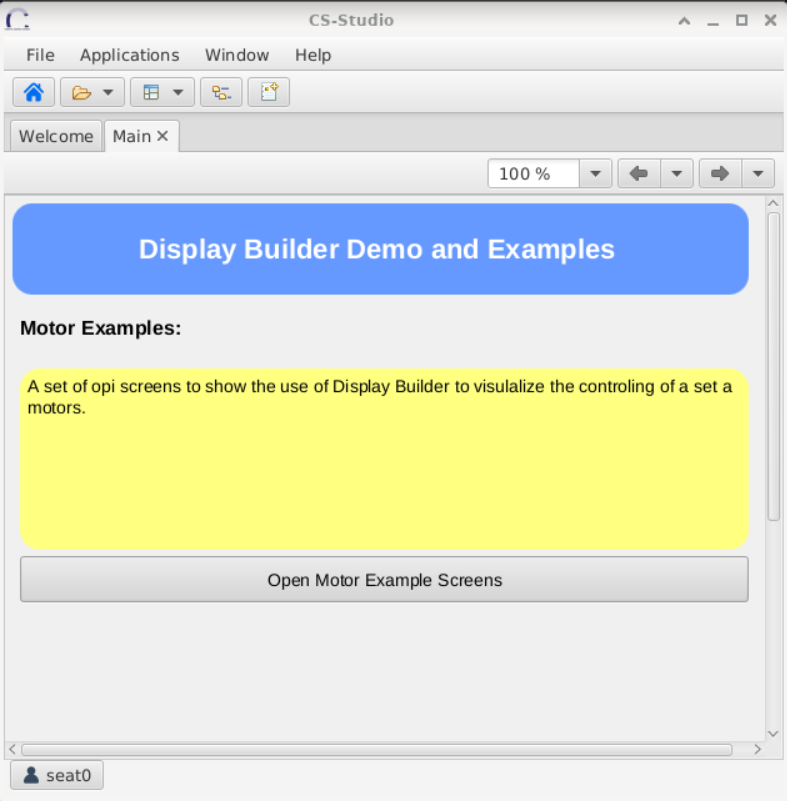 CS-Studio
File Applications Window Help
Welcome Main
100 %
Display Builder Demo and Examples
Motor Examples:
A set of opi screens to show the use of Display Builder to visulalize the controling of a set a
motors.
Open Motor Example Screens
seat0